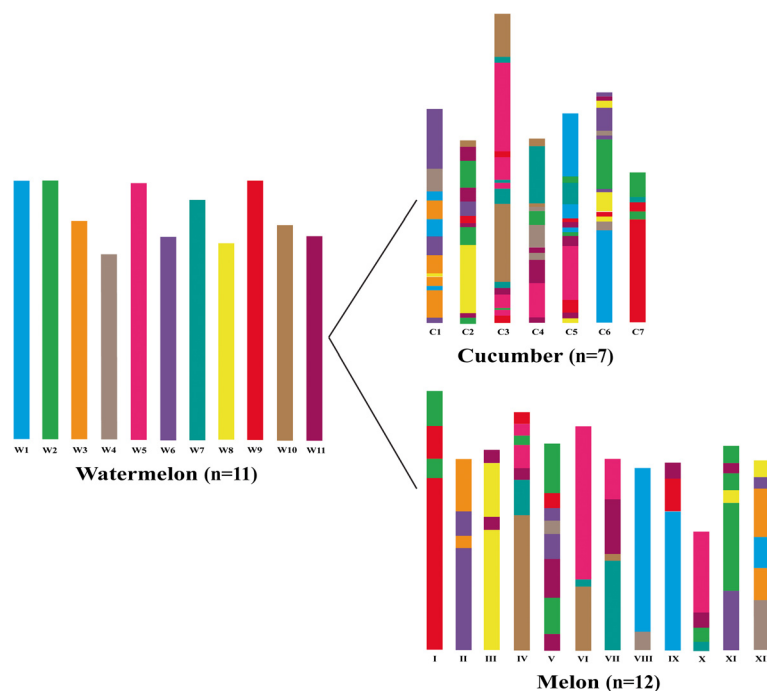 C1 C2 C3 C4 C5 C6 C7
Cucumber (n=7)
W1 W2 W3 W4 W5 W6 W7 W8 W9 W10 W11
Watermelon (n=11)
I II III IV V VI VII VIII IX X XI XI
Melon (n=12)